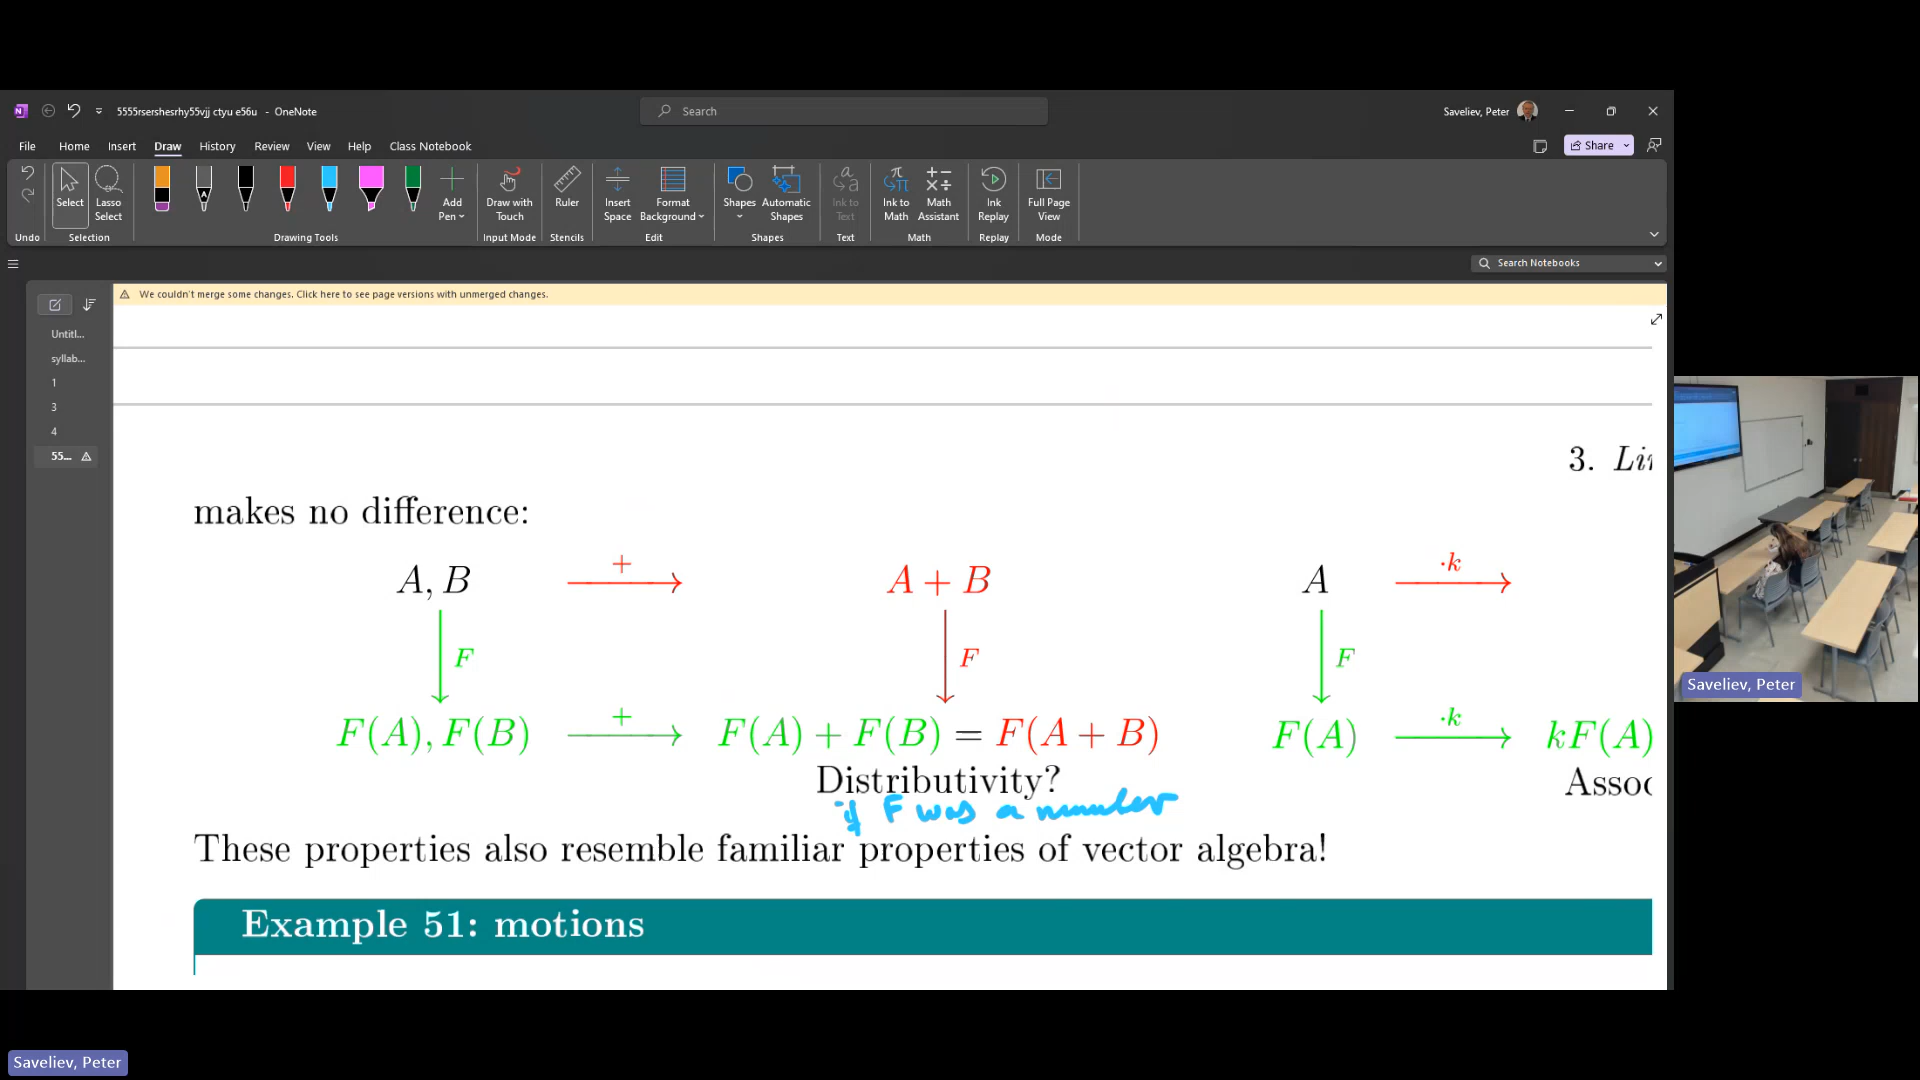 5555rsershesrhy55vjj ctyu e56u - OneNote
Search
Saveliev, Peter
File Home Insert Draw History Review View Help Class Notebook
Share
Undo
Select
Lasso Select
Selection
Drawing Tools
Add Pen
Draw with Touch
Input Mode
Ruler
Stencils
Insert Space
Format Background
Edit
Shapes
Automatic Shapes
Shapes
Ink to Text
Text
Ink to Math
Math Assistant
Math
Ink Replay
Replay
Full Page View
Mode
Search Notebooks
We couldn't merge some changes. Click here to see page versions with unmerged changes.
Untitl...
syllab...
1
3
4
55...
3. Lin
makes no difference:
A, B + A + B A ·k
F F F
F(A), F(B) + F(A) + F(B) = F(A + B) F(A) ·k kF(A)
Distributivity? Assoc
if F was a number
These properties also resemble familiar properties of vector algebra!
Example 51: motions
Saveliev, Peter
Saveliev, Peter